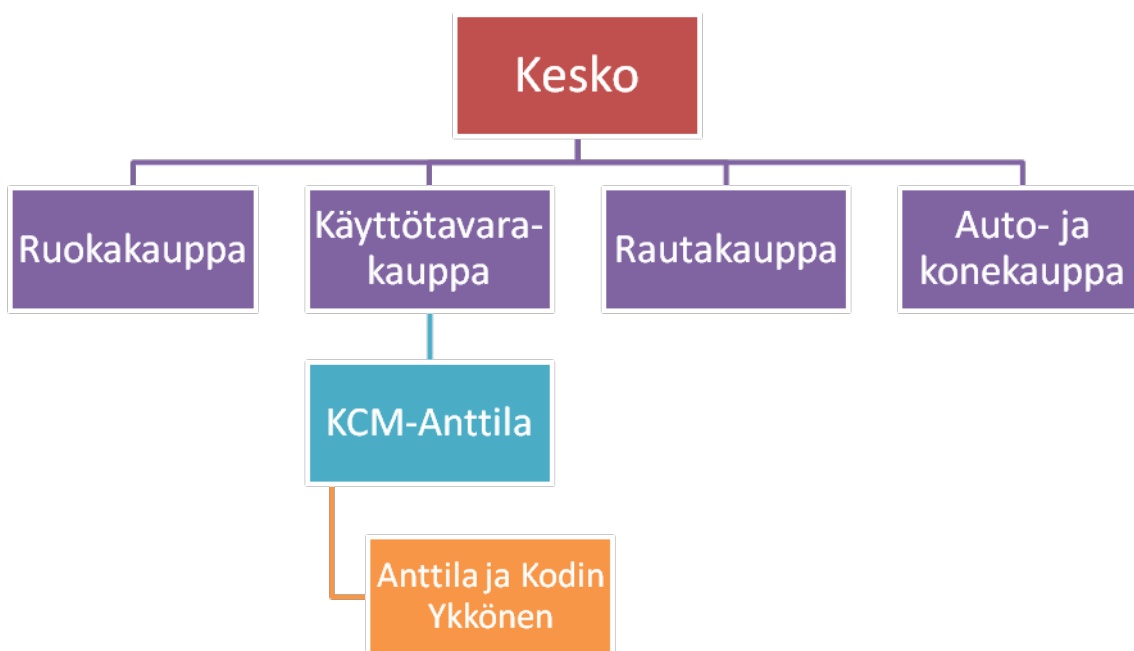 Kesko
Ruokakauppa
Käyttötavara-
kauppa
Rautakauppa
Auto- ja
konekauppa
KCM-Anttila
Anttila ja Kodin
Ykkönen